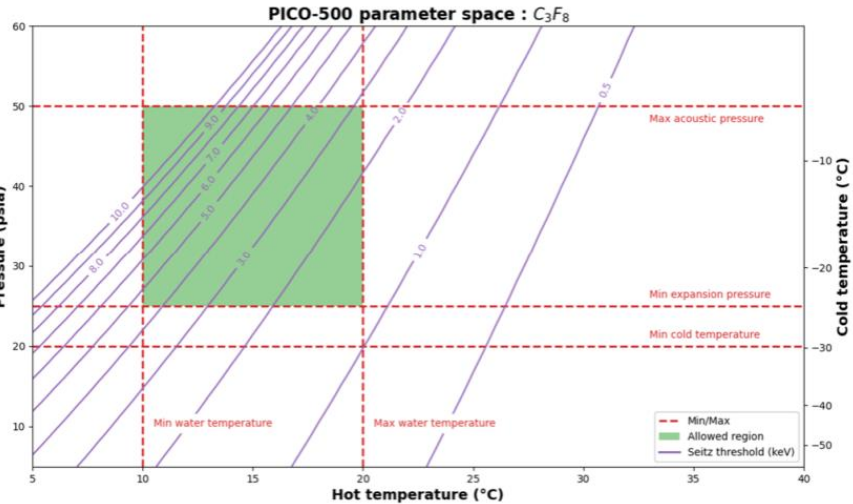 PICO-500 parameter space : C₃F₈
60
50
40
30
20
10
Pressure (psia)
5
10
15
20
25
30
35
40
Hot temperature (°C)
−10
−20
−30
−40
−50
Cold temperature (°C)
10.0
9.0
8.0
7.0
6.0
5.0
4.0
3.0
2.0
1.0
0.5
Max acoustic pressure
Min expansion pressure
Min cold temperature
Min water temperature
Max water temperature
Min/Max
Allowed region
Seitz threshold (keV)